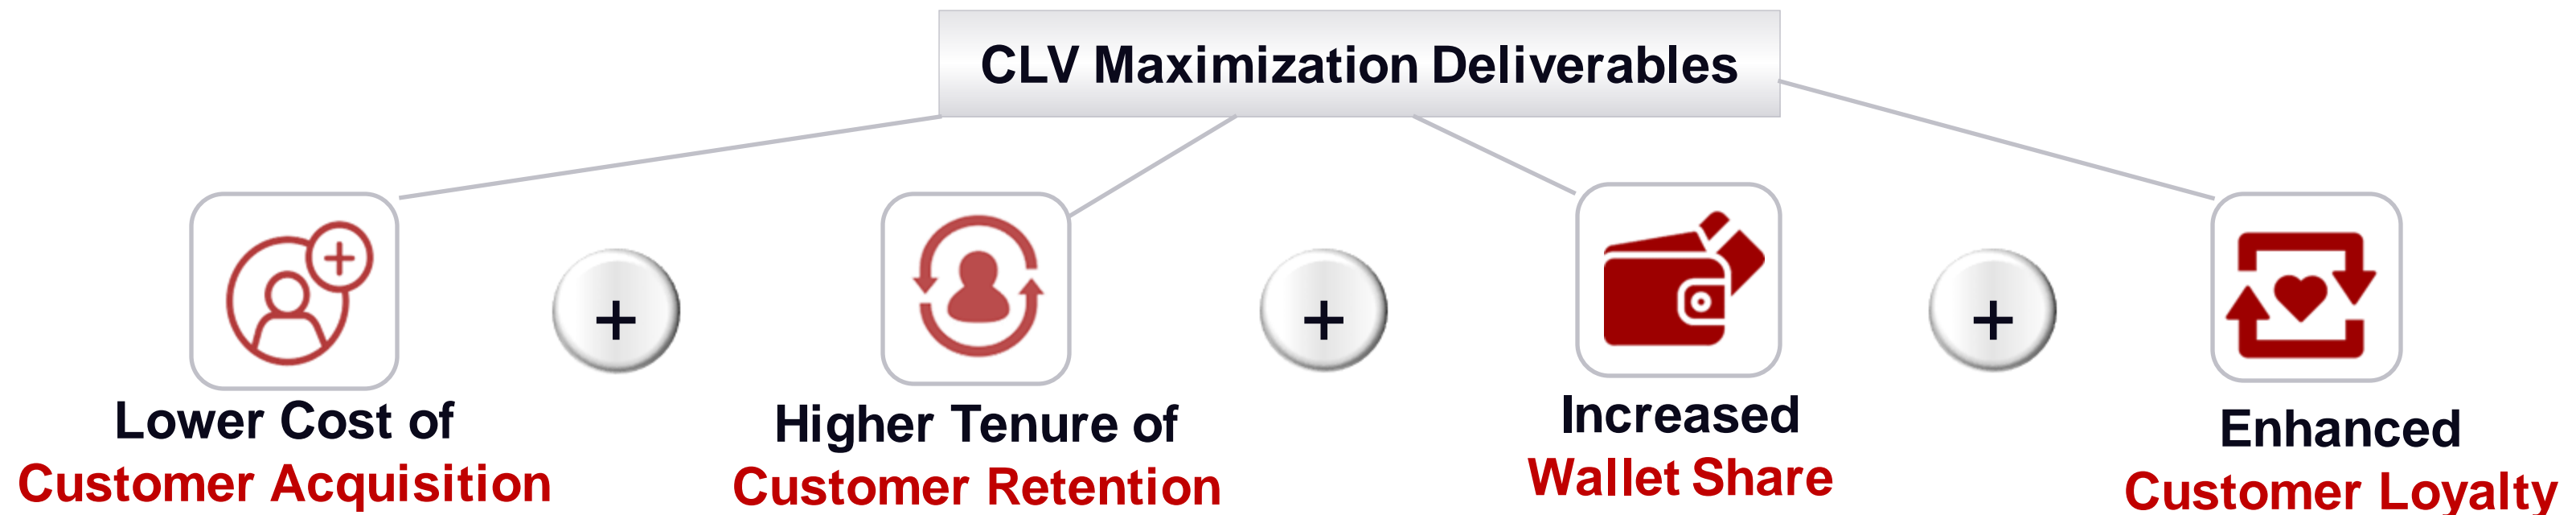 CLV Maximization Deliverables
+
+
+
Lower Cost of
Customer Acquisition
Higher Tenure of
Customer Retention
Increased
Wallet Share
Enhanced
Customer Loyalty